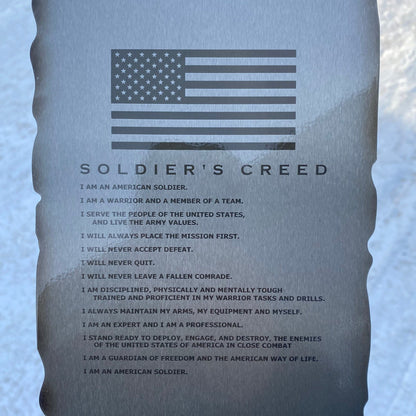 SOLDIER'S CREED
I AM AN AMERICAN SOLDIER.
I AM A WARRIOR AND A MEMBER OF A TEAM.
I SERVE THE PEOPLE OF THE UNITED STATES,
AND LIVE THE ARMY VALUES.
I WILL ALWAYS PLACE THE MISSION FIRST.
I WILL NEVER ACCEPT DEFEAT.
I WILL NEVER QUIT.
I WILL NEVER LEAVE A FALLEN COMRADE.
I AM DISCIPLINED, PHYSICALLY AND MENTALLY TOUGH
TRAINED AND PROFICIENT IN MY WARRIOR TASKS AND DRILLS.
I ALWAYS MAINTAIN MY ARMS, MY EQUIPMENT AND MYSELF.
I AM AN EXPERT AND I AM A PROFESSIONAL.
I STAND READY TO DEPLOY, ENGAGE, AND DESTROY, THE ENEMIES
OF THE UNITED STATES OF AMERICA IN CLOSE COMBAT
I AM A GUARDIAN OF FREEDOM AND THE AMERICAN WAY OF LIFE.
I AM AN AMERICAN SOLDIER.